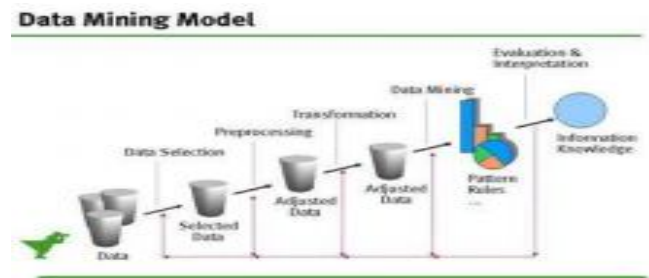 Data Mining Model
Evaluation &
Interpretation
Data Mining
Transformation
Preprocessing
Data Selection
Information
Knowledge
Pattern
Rules
...
Adjusted
Data
Adjusted
Data
Selected
Data
Data